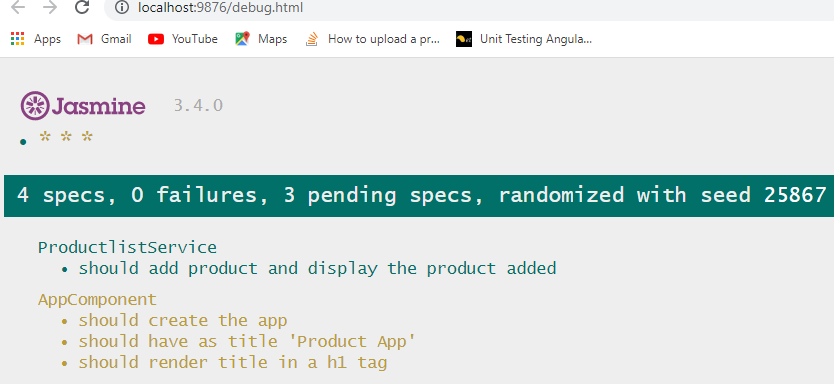 localhost:9876/debug.html
Apps Gmail YouTube Maps How to upload a pr... Unit Testing Angula...
Jasmine 3.4.0
• * * *
4 specs, 0 failures, 3 pending specs, randomized with seed 25867
ProductlistService
• should add product and display the product added
AppComponent
• should create the app
• should have as title 'Product App'
• should render title in a h1 tag